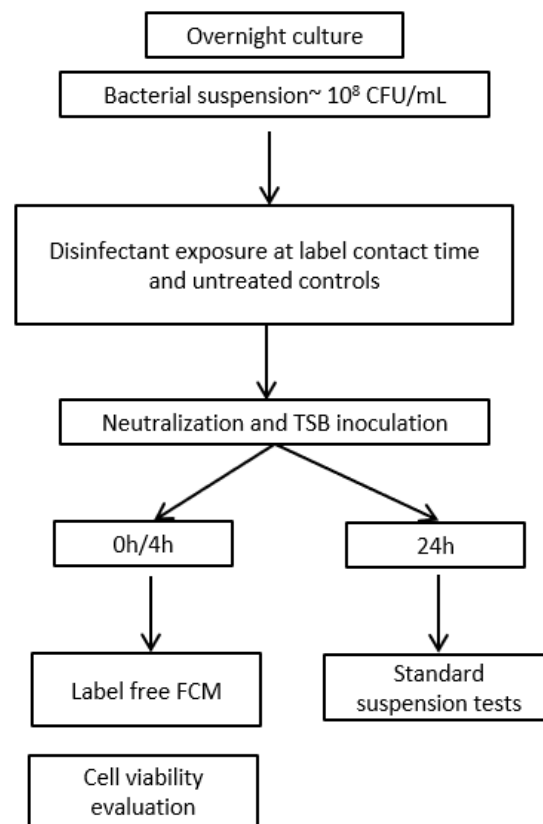 Overnight culture
Bacterial suspension~ 10⁸ CFU/mL
Disinfectant exposure at label contact time
and untreated controls
Neutralization and TSB inoculation
0h/4h
24h
Label free FCM
Standard
suspension tests
Cell viability
evaluation